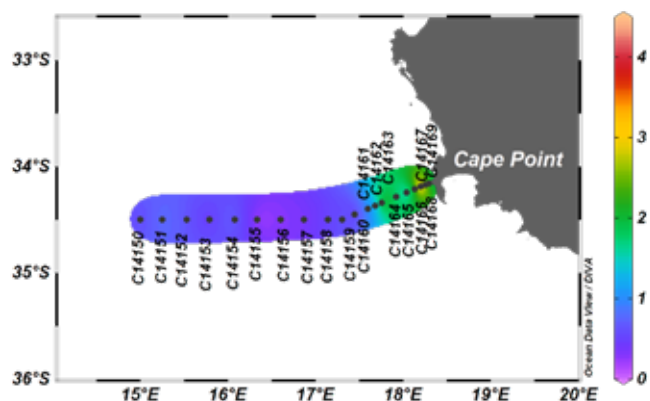 33°S
34°S
35°S
36°S
15°E
16°E
17°E
18°E
19°E
20°E
C14150
C14151
C14152
C14153
C14154
C14155
C14156
C14157
C14158
C14159
C14160
C14161
C14162
C14163
C14164
C14165
C14167
C14168
C14169
Cape Point
Ocean Data View / DIVA
4
3
2
1
0